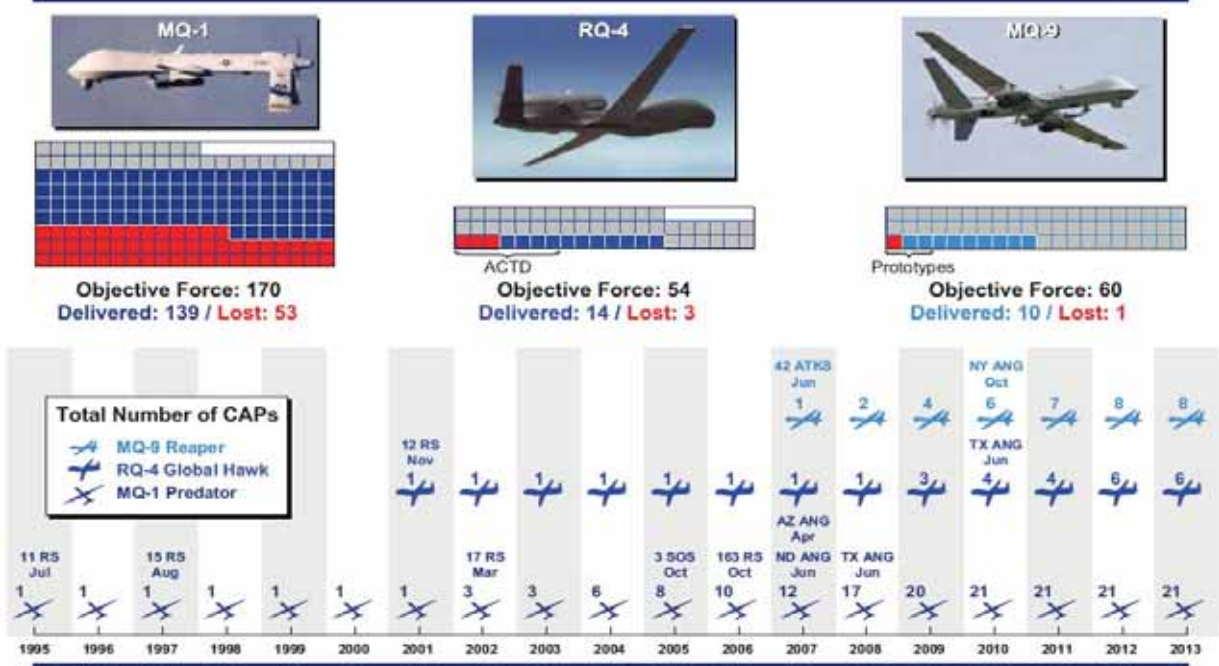 MQ-1
RQ-4
MQ-9
ACTD
Prototypes
Objective Force: 170
Delivered: 139 / Lost: 53
Objective Force: 54
Delivered: 14 / Lost: 3
Objective Force: 60
Delivered: 10 / Lost: 1
Total Number of CAPs
MQ-9 Reaper
RQ-4 Global Hawk
MQ-1 Predator
42 ATKS
Jun
NY ANG
Oct
1 2 4 6 7 8 8
12 RS
Nov
TX ANG
Jun
1 1 1 1 1 1 1 1 3 4 4 6 6
AZ ANG
Apr
11 RS
Jul
15 RS
Aug
17 RS
Mar
3 SOS
Oct
163 RS
Oct
ND ANG
Jun
TX ANG
Jun
1 1 1 1 1 1 1 3 3 6 8 10 12 17 20 21 21 21 21
1995 1996 1997 1998 1999 2000 2001 2002 2003 2004 2005 2006 2007 2008 2009 2010 2011 2012 2013